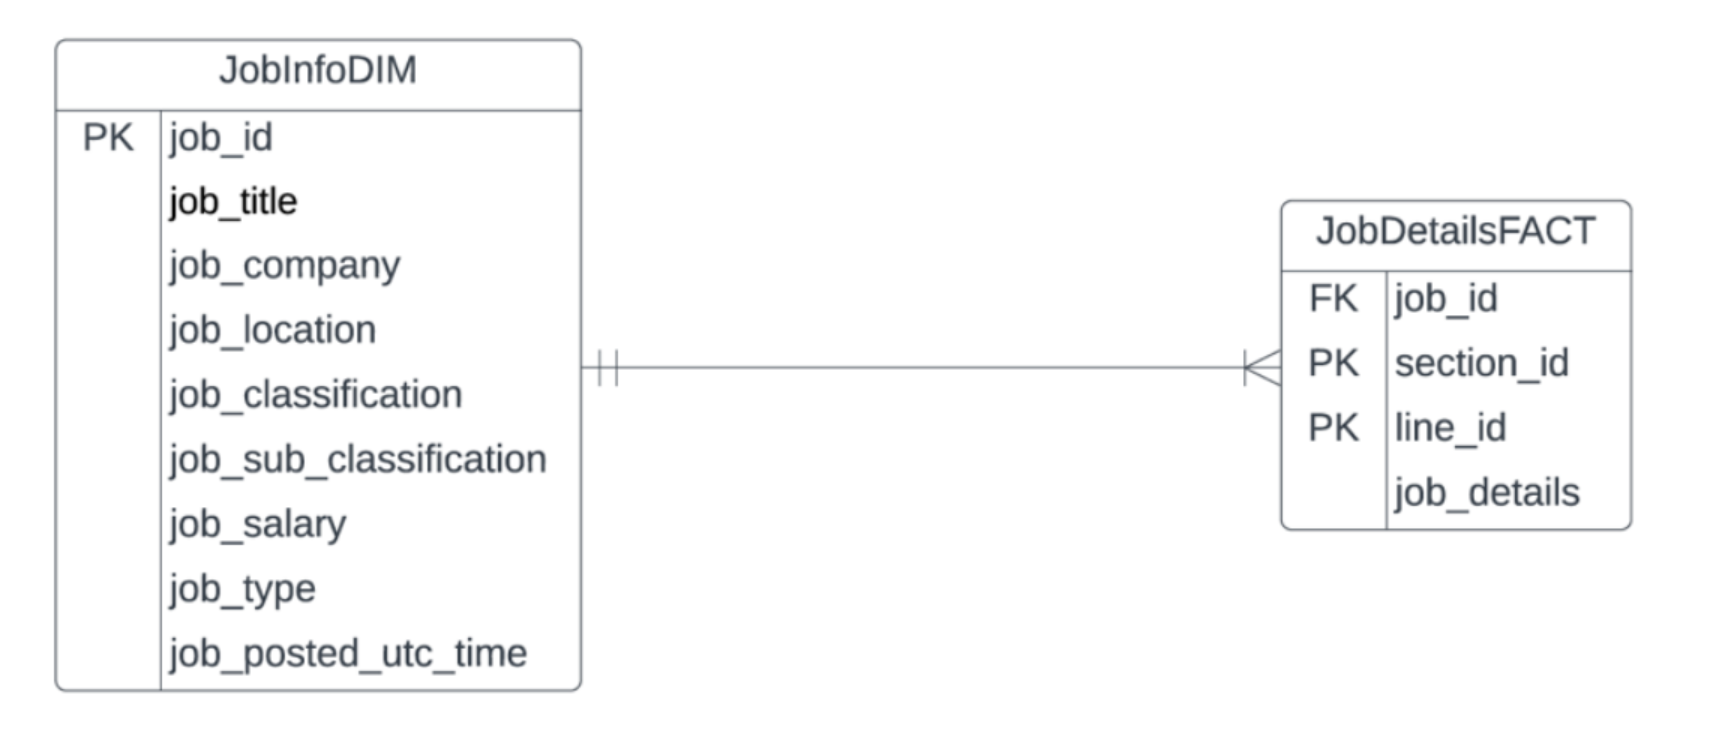 JobInfoDIM
PK job_id
job_title
job_company
job_location
job_classification
job_sub_classification
job_salary
job_type
job_posted_utc_time
JobDetailsFACT
FK job_id
PK section_id
PK line_id
job_details